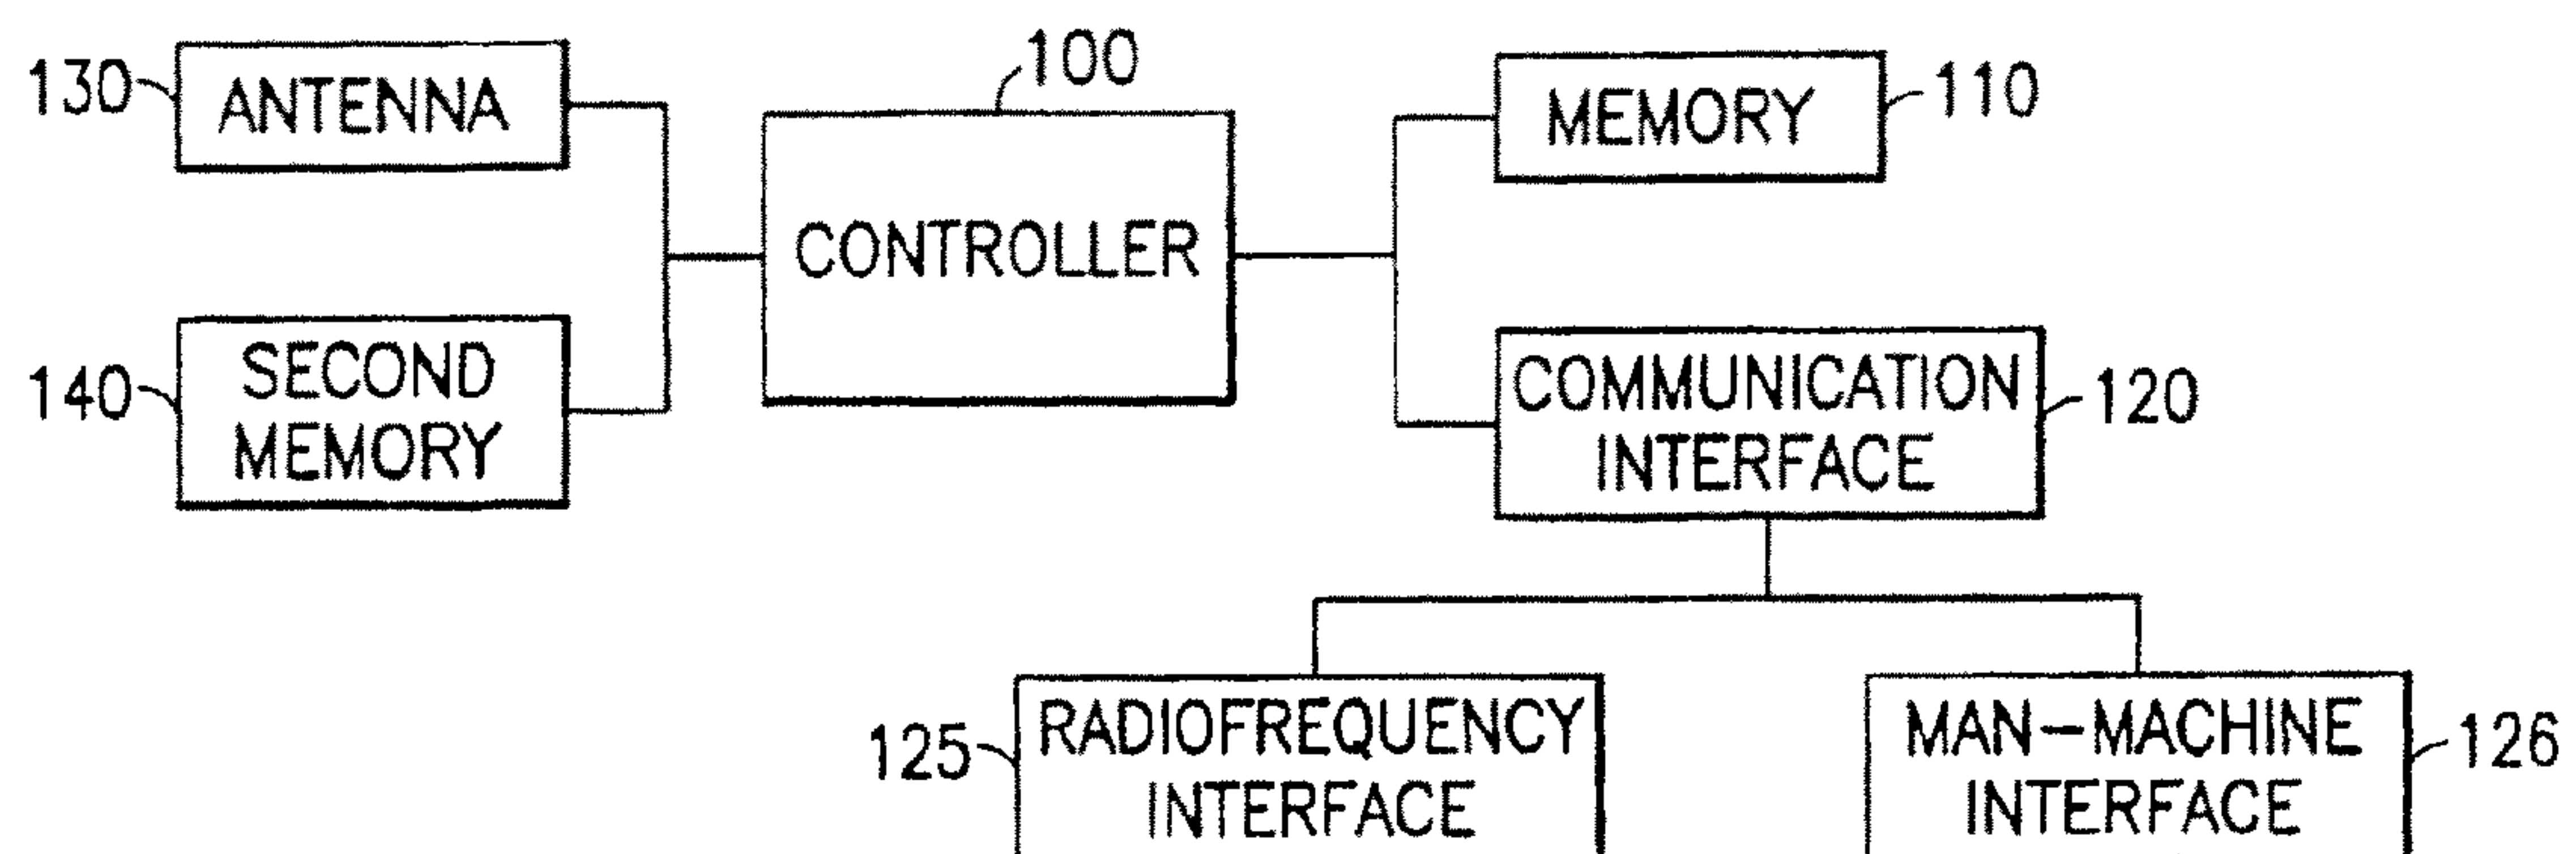 130
ANTENNA
100
CONTROLLER
MEMORY
110
140
SECOND
MEMORY
COMMUNICATION
INTERFACE
120
125
RADIOFREQUENCY
INTERFACE
MAN-MACHINE
INTERFACE
126